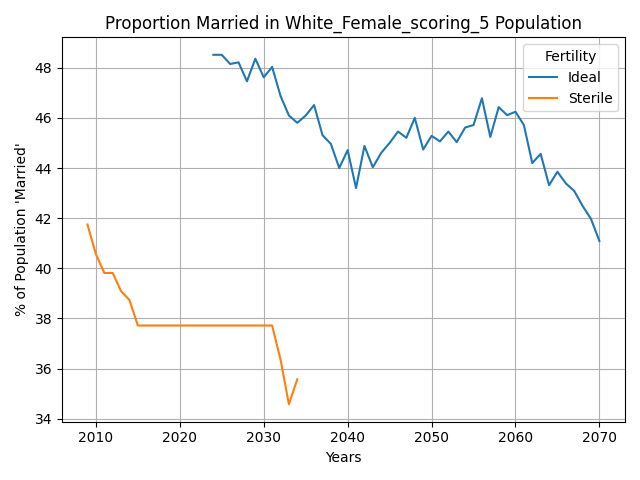 Proportion Married in White_Female_scoring_5 Population
% of Population 'Married'
48
46
44
42
40
38
36
34
Fertility
Ideal
Sterile
2010 2020 2030 2040 2050 2060 2070
Years